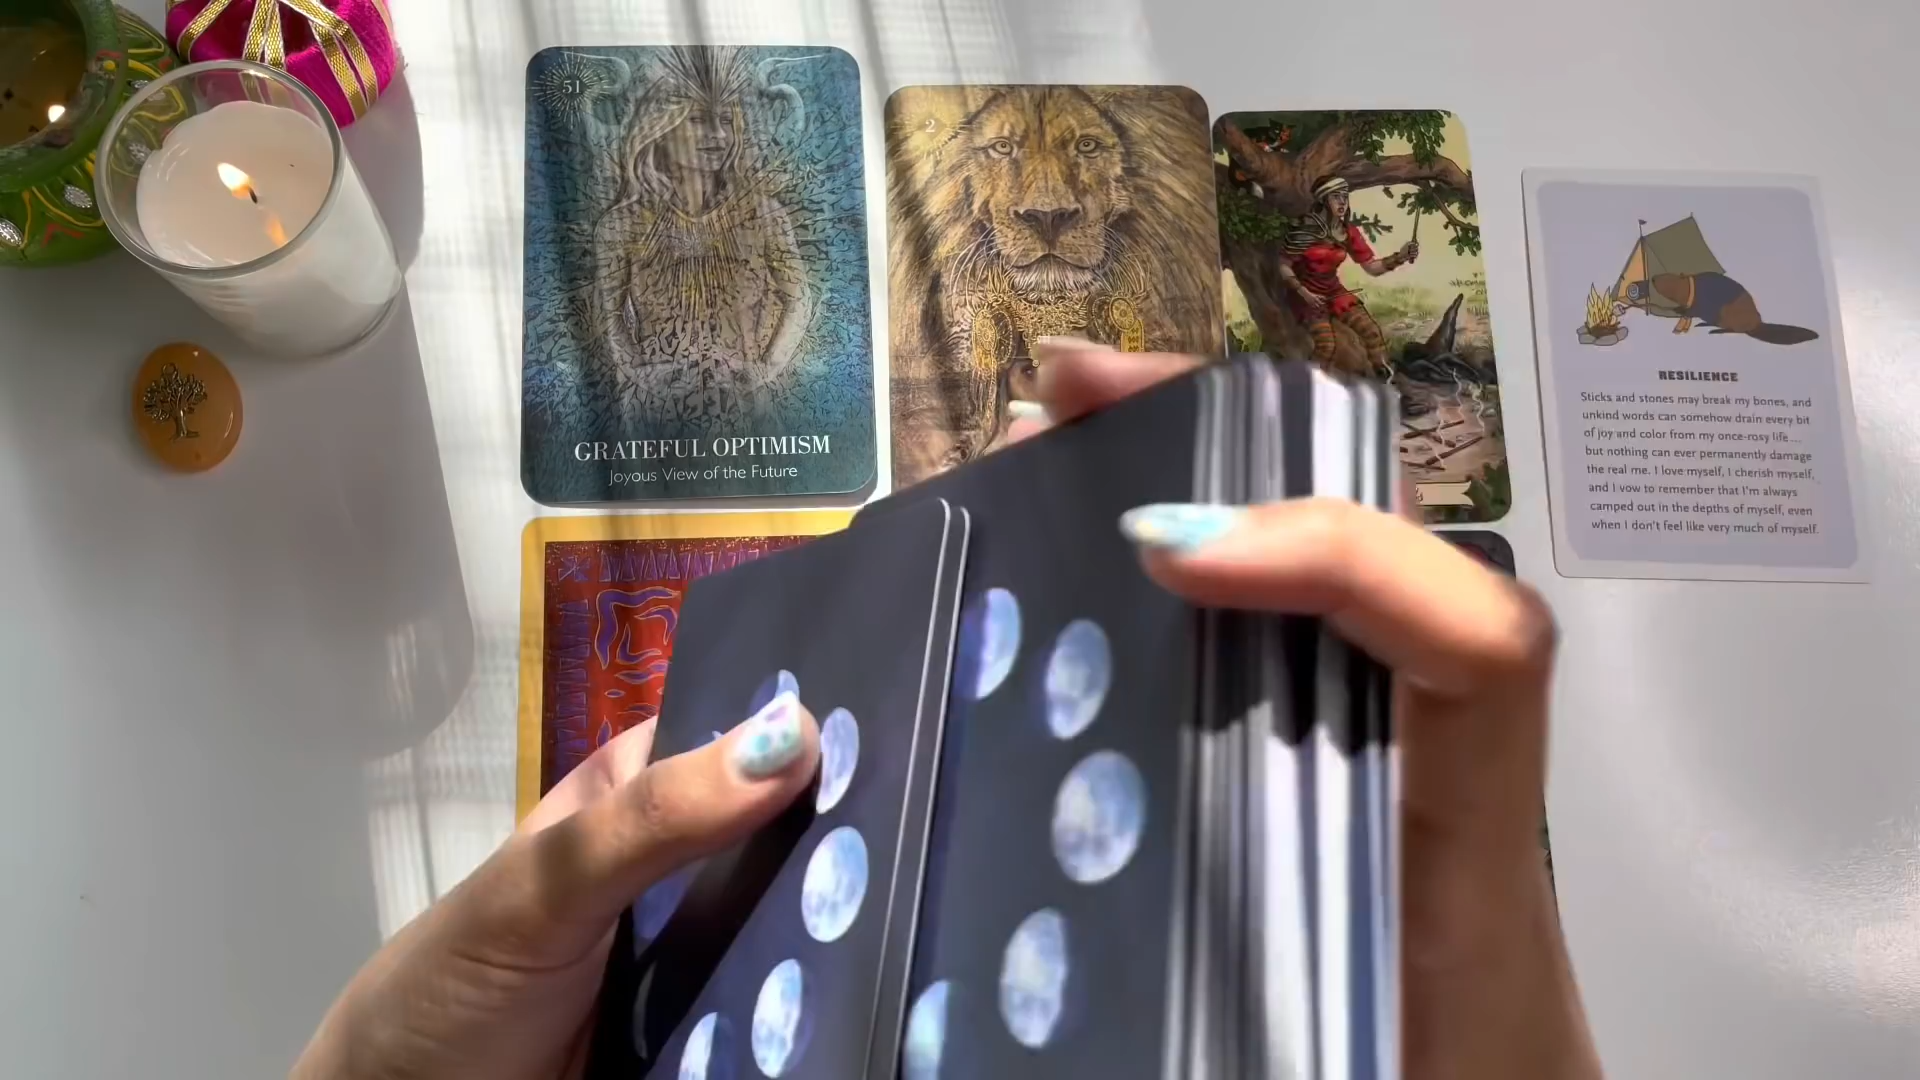 51
GRATEFUL OPTIMISM
Joyous View of the Future
2
RESILIENCE
Sticks and stones may break my bones, and
unkind words can somehow drain every bit
of joy and color from my once-rosy life...
but nothing can ever permanently damage
the real me. I love myself, I cherish myself,
and I vow to remember that I'm always
camped out in the depths of myself, even
when I don't feel like very much of myself.